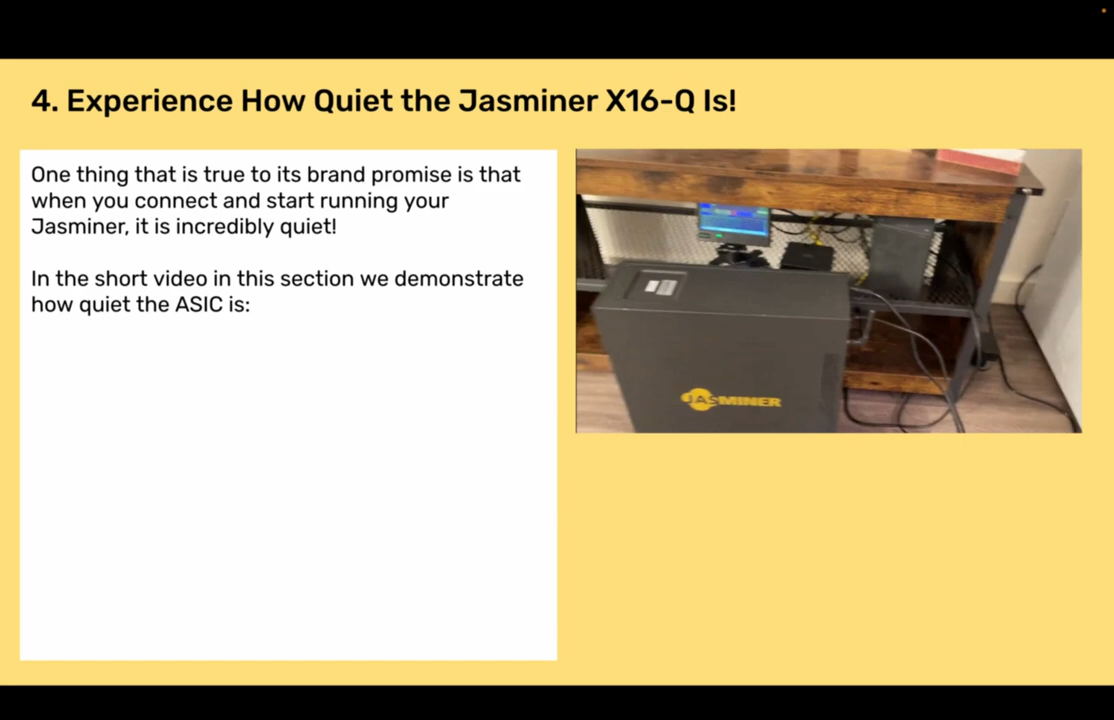 4. Experience How Quiet the Jasminer X16-Q Is!
One thing that is true to its brand promise is that
when you connect and start running your
Jasminer, it is incredibly quiet!
In the short video in this section we demonstrate
how quiet the ASIC is:
JASMINER